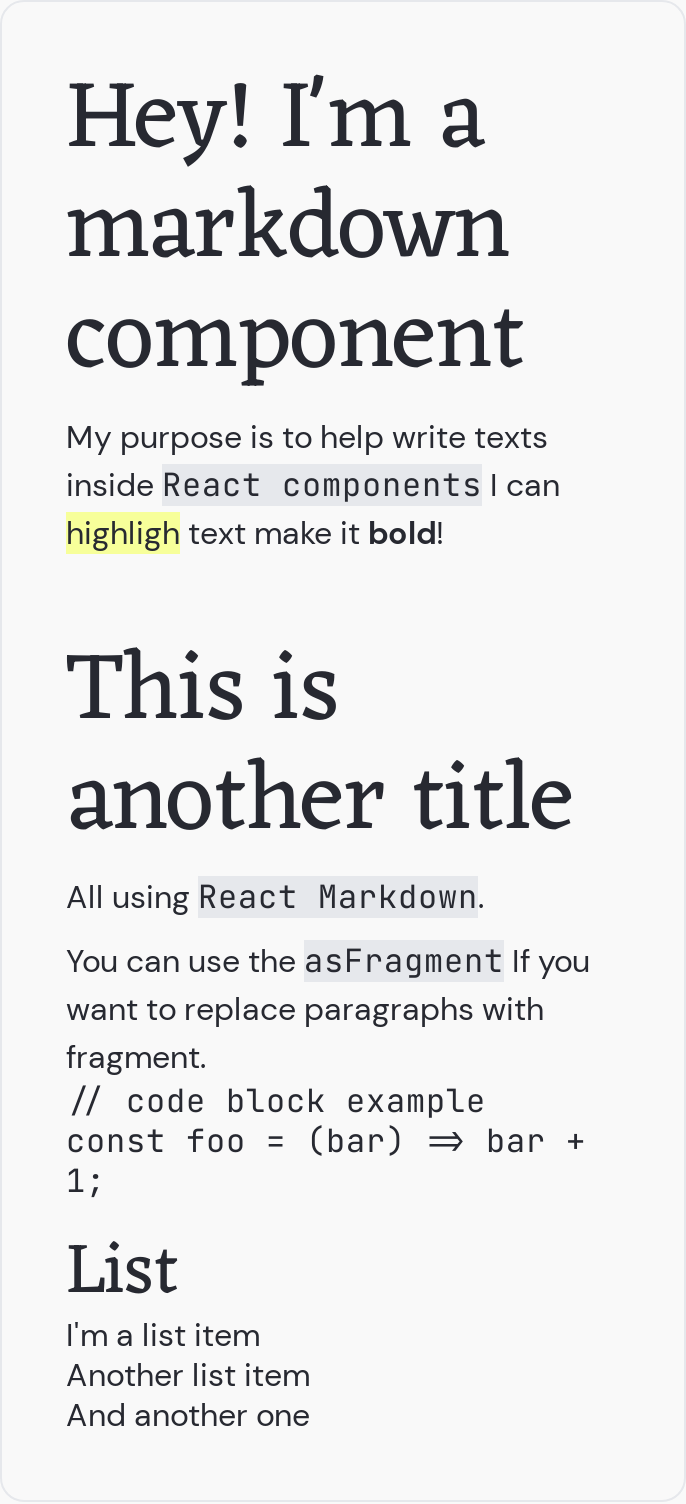 Hey! I'm a
markdown
component
My purpose is to help write texts
inside React components I can
highligh text make it bold!
This is
another title
All using React Markdown.
You can use the asFragment If you
want to replace paragraphs with
fragment.
// code block example
const foo = (bar) => bar +
1;
List
I'm a list item
Another list item
And another one